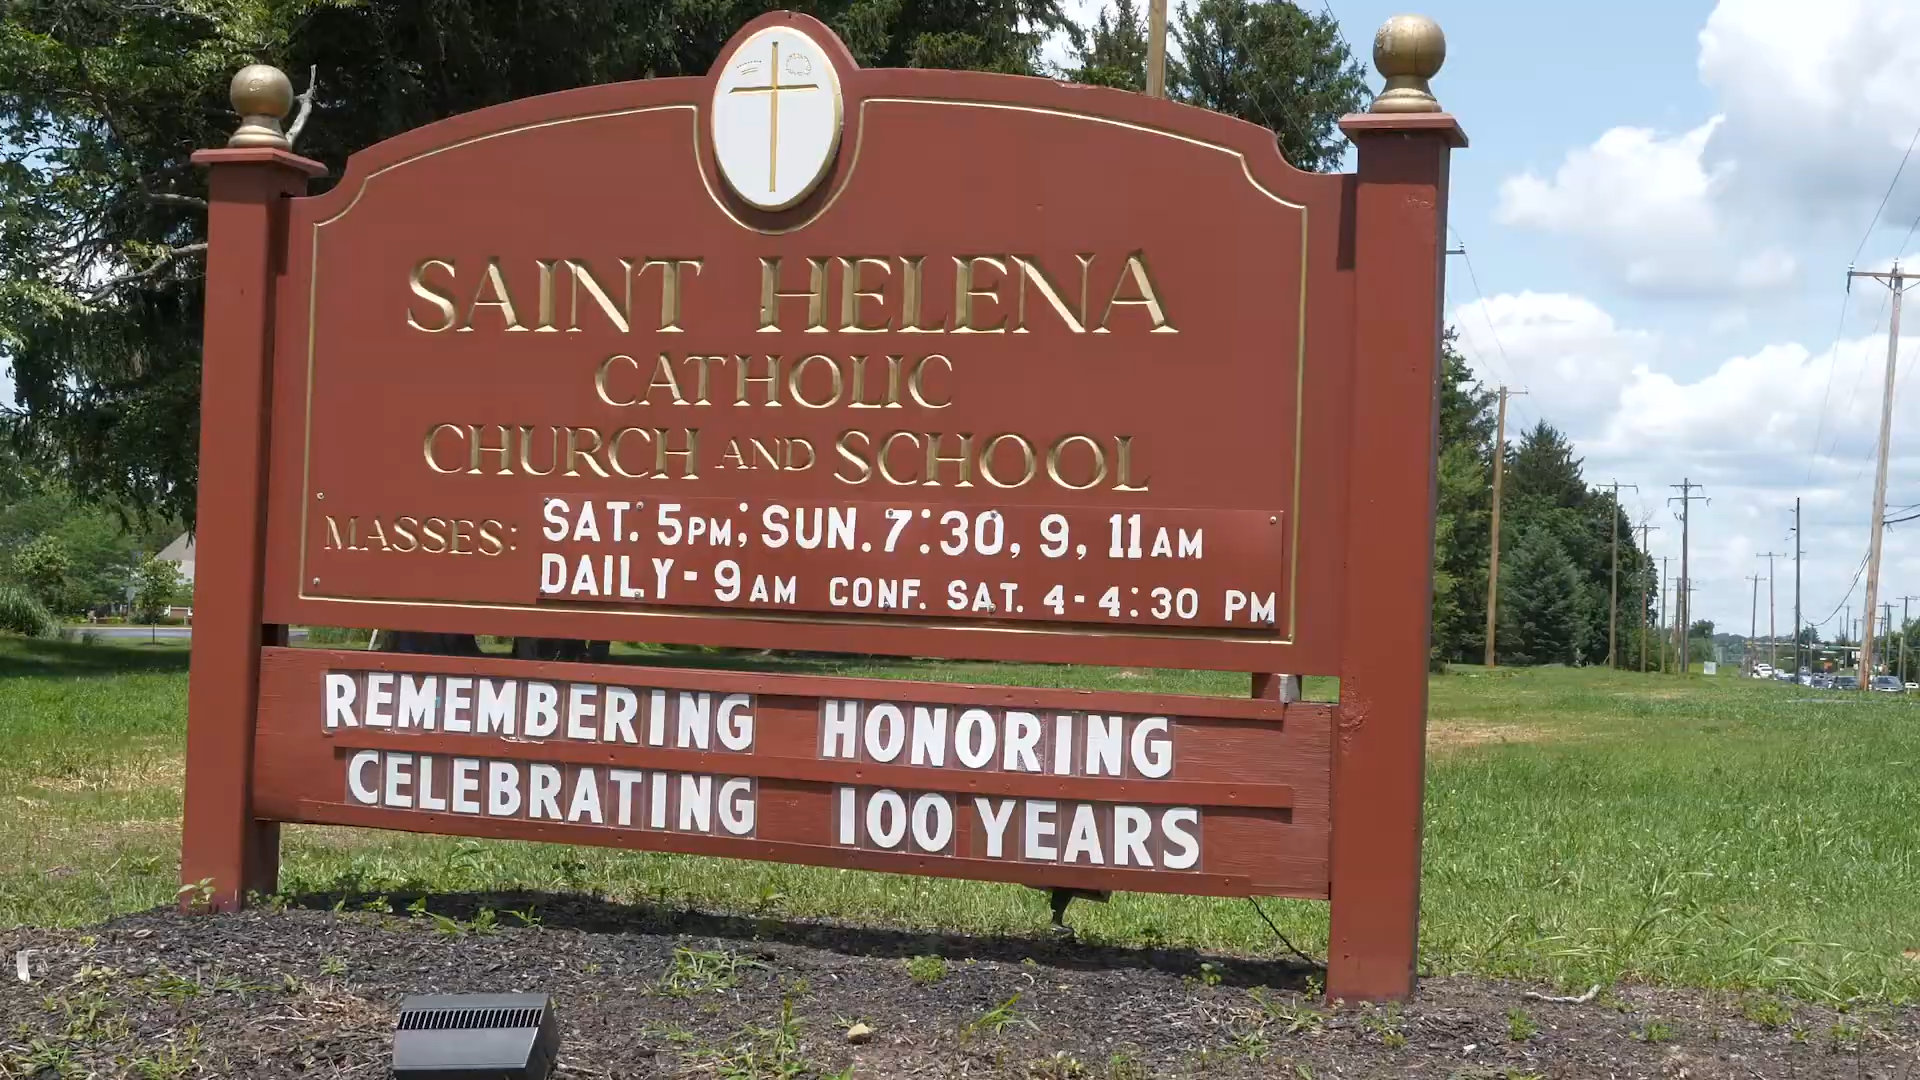 SAINT HELENA
CATHOLIC
CHURCH AND SCHOOL
MASSES: SAT. 5PM; SUN. 7:30, 9, 11AM
DAILY - 9AM CONF. SAT. 4-4:30 PM
REMEMBERING HONORING
CELEBRATING 100 YEARS